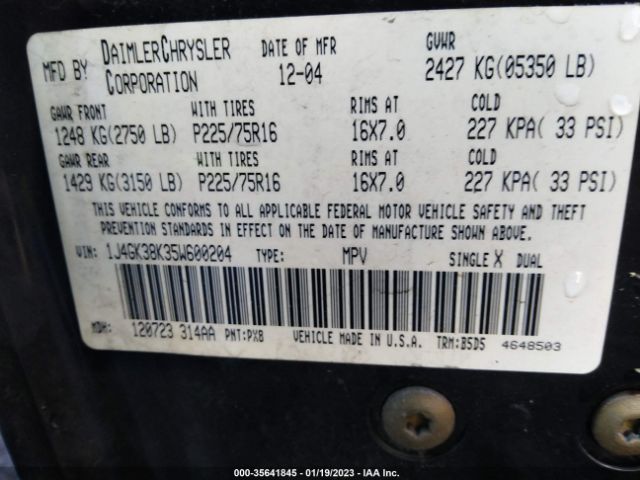 MFD BY DAIMLERCHRYSLER CORPORATION DATE OF MFR 12-04 GVWR 2427 KG(05350 LB)
GAWR FRONT WITH TIRES RIMS AT COLD
1248 KG(2750 LB) P225/75R16 16X7.0 227 KPA( 33 PSI)
GAWR REAR WITH TIRES RIMS AT COLD
1429 KG(3150 LB) P225/75R16 16X7.0 227 KPA( 33 PSI)
THIS VEHICLE CONFORMS TO ALL APPLICABLE FEDERAL MOTOR VEHICLE SAFETY AND THEFT
PREVENTION STANDARDS IN EFFECT ON THE DATE OF MANUFACTURE SHOWN ABOVE.
VIN: 1J4GK38K35W600204 TYPE: MPV SINGLE X DUAL
MDH: 120723 314AA PNT:PX8 VEHICLE MADE IN U.S.A. TRM:B5D5 4648503
000-35641845 - 01/19/2023 - IAA Inc.